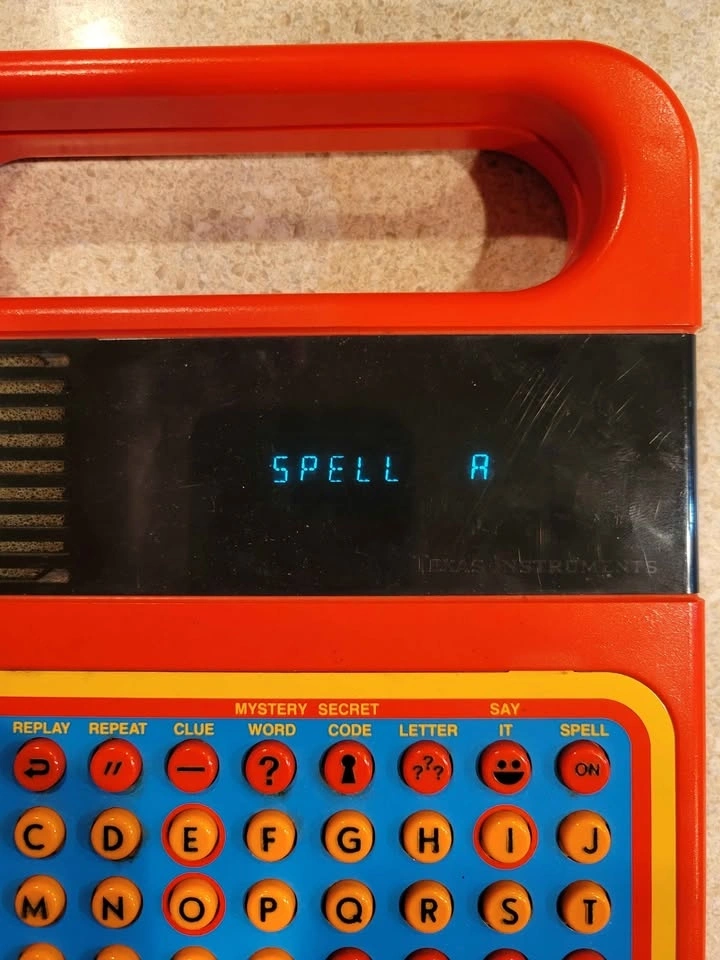 SPELL A
TEXAS INSTRUMENTS
MYSTERY SECRET SAY
REPLAY REPEAT CLUE WORD CODE LETTER IT SPELL
" — ? ??? ON
C D E F G H I J
M N O P Q R S T